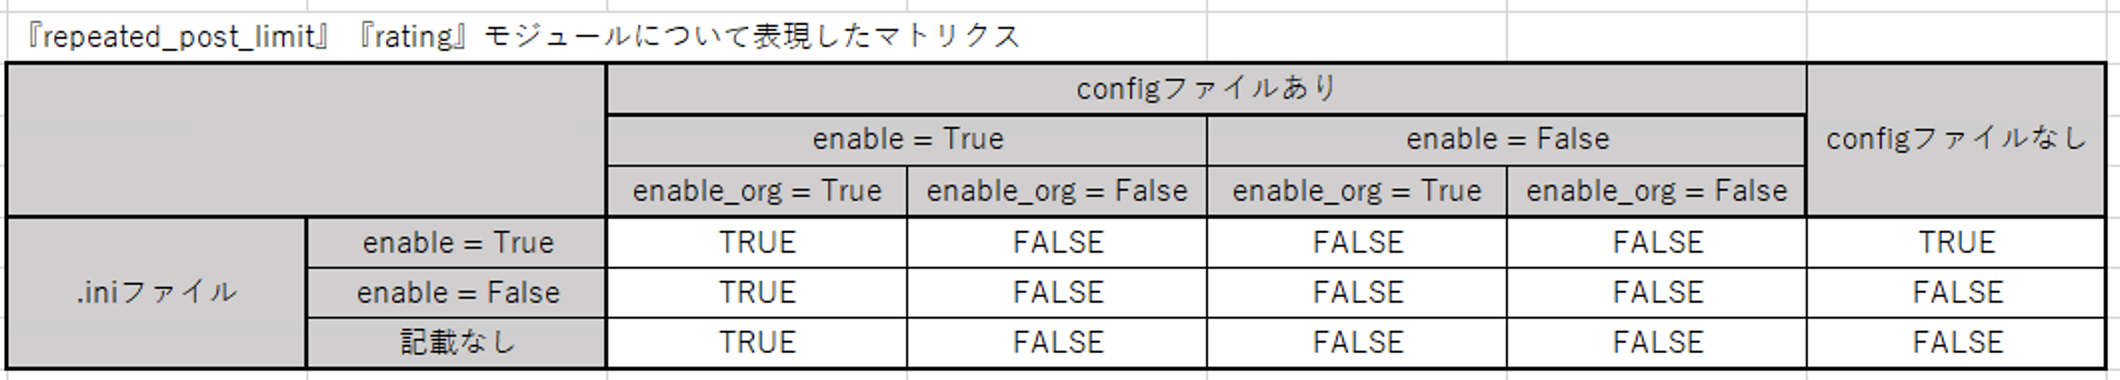 『repeated_post_limit』『rating』モジュールについて表現したマトリクス
configファイルあり
configファイルなし
enable = True
enable = False
enable_org = True
enable_org = False
enable_org = True
enable_org = False
.iniファイル
enable = True
TRUE
FALSE
FALSE
FALSE
TRUE
enable = False
TRUE
FALSE
FALSE
FALSE
FALSE
記載なし
TRUE
FALSE
FALSE
FALSE
FALSE